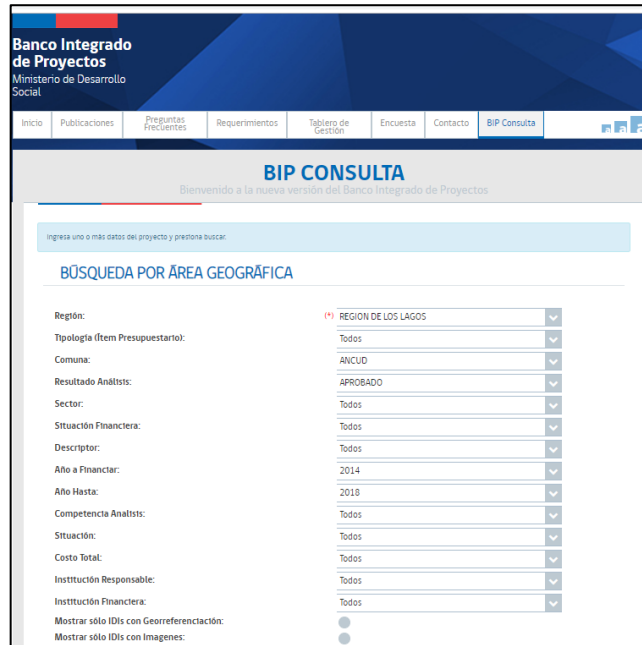 Banco Integrado
de Proyectos
Ministerio de Desarrollo
Social
Inicio
Publicaciones
Preguntas
Frecuentes
Requerimientos
Tablero de
Gestión
Encuesta
Contacto
BIP Consulta
a a a
BIP CONSULTA
Bienvenido a la nueva versión del Banco Integrado de Proyectos
Ingresa uno o más datos del proyecto y presiona buscar.
BÚSQUEDA POR ÁREA GEOGRÁFICA
Región: (*) REGION DE LOS LAGOS
Tipología (Ítem Presupuestario): Todos
Comuna: ANCUD
Resultado Análisis: APROBADO
Sector: Todos
Situación Financiera: Todos
Descriptor: Todos
Año a Financiar: 2014
Año Hasta: 2018
Competencia Analisis: Todos
Situación: Todos
Costo Total: Todos
Institución Responsable: Todos
Institución Financiera: Todos
Mostrar sólo IDIs con Georreferenciación:
Mostrar sólo IDIs con Imagenes: